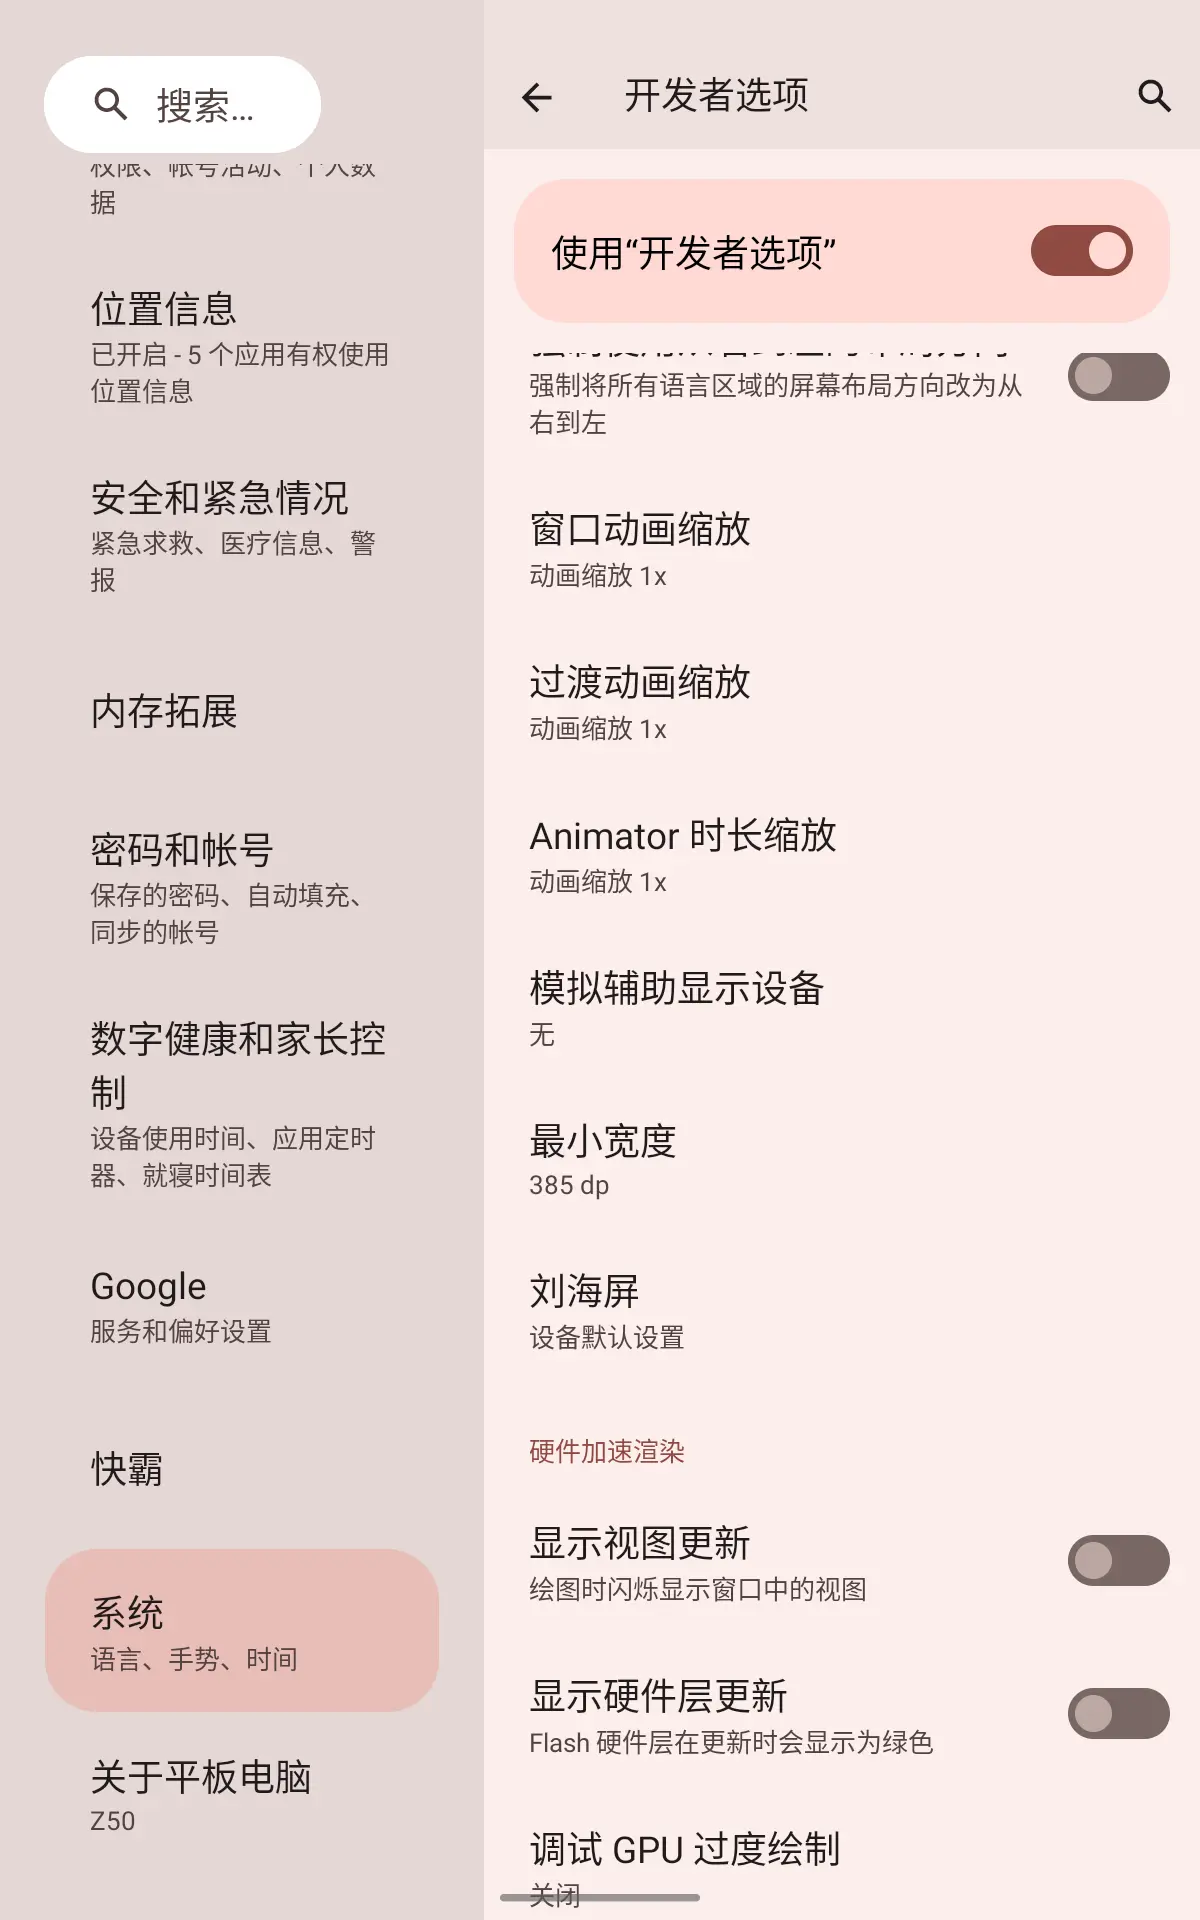 搜索...
权限、帐号活动、个人数
据
位置信息
已开启 - 5 个应用有权使用
位置信息
安全和紧急情况
紧急求救、医疗信息、警
报
内存拓展
密码和帐号
保存的密码、自动填充、
同步的帐号
数字健康和家长控
制
设备使用时间、应用定时
器、就寝时间表
Google
服务和偏好设置
快霸
系统
语言、手势、时间
关于平板电脑
Z50
开发者选项
使用“开发者选项”
强制将所有语言区域的屏幕布局方向改为从
右到左
窗口动画缩放
动画缩放 1x
过渡动画缩放
动画缩放 1x
Animator 时长缩放
动画缩放 1x
模拟辅助显示设备
无
最小宽度
385 dp
刘海屏
设备默认设置
硬件加速渲染
显示视图更新
绘图时闪烁显示窗口中的视图
显示硬件层更新
Flash 硬件层在更新时会显示为绿色
调试 GPU 过度绘制
关闭